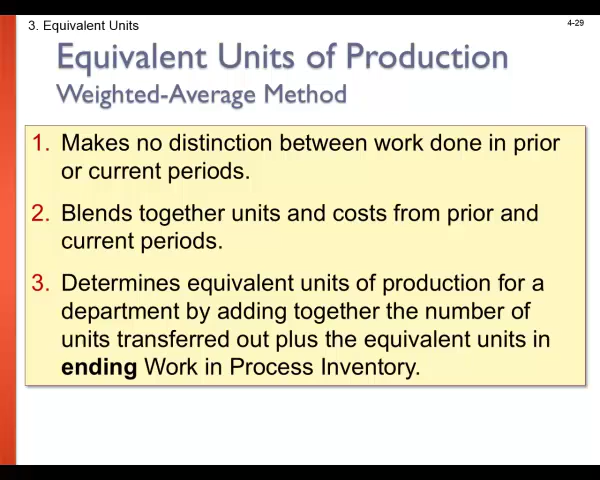 3. Equivalent Units
4-29
Equivalent Units of Production
Weighted-Average Method
1. Makes no distinction between work done in prior
or current periods.
2. Blends together units and costs from prior and
current periods.
3. Determines equivalent units of production for a
department by adding together the number of
units transferred out plus the equivalent units in
ending Work in Process Inventory.